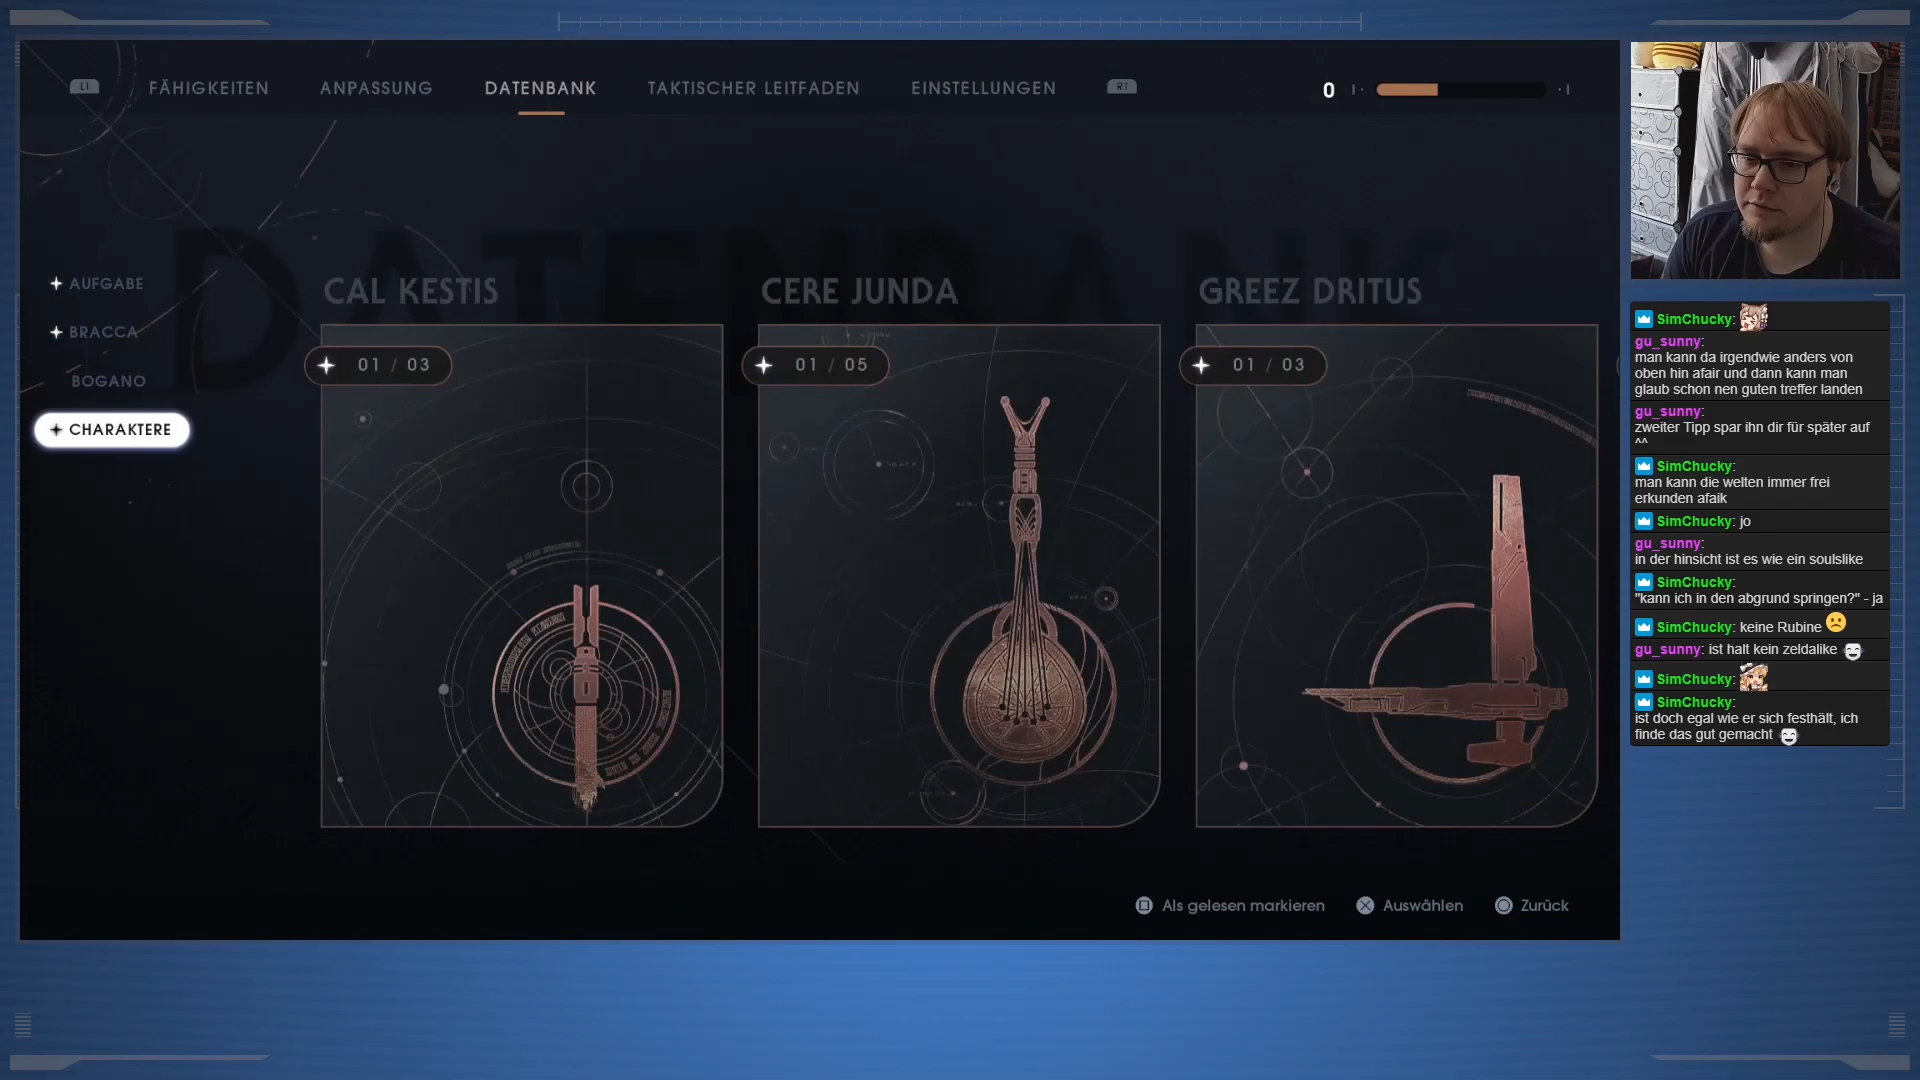 L1 FÄHIGKEITEN ANPASSUNG DATENBANK TAKTISCHER LEITFADEN EINSTELLUNGEN R1 0
DATENBANK
AUFGABE
BRACCA
BOGANO
CHARAKTERE
CAL KESTIS CERE JUNDA GREEZ DRITUS
01 / 03 01 / 05 01 / 03
Als gelesen markieren Auswählen Zurück
SimChucky:
gu_sunny:
man kann da irgendwie anders von
oben hin afair und dann kann man
glaub schon nen guten treffer landen
gu_sunny:
zweiter Tipp spar ihn dir für später auf
^^
SimChucky:
man kann die welten immer frei
erkunden afaik
SimChucky: jo
gu_sunny:
in der hinsicht ist es wie ein soulslike
SimChucky:
"kann ich in den abgrund springen?" - ja
SimChucky: keine Rubine
gu_sunny: ist halt kein zeldalike
SimChucky:
SimChucky:
ist doch egal wie er sich festhält, ich
finde das gut gemacht